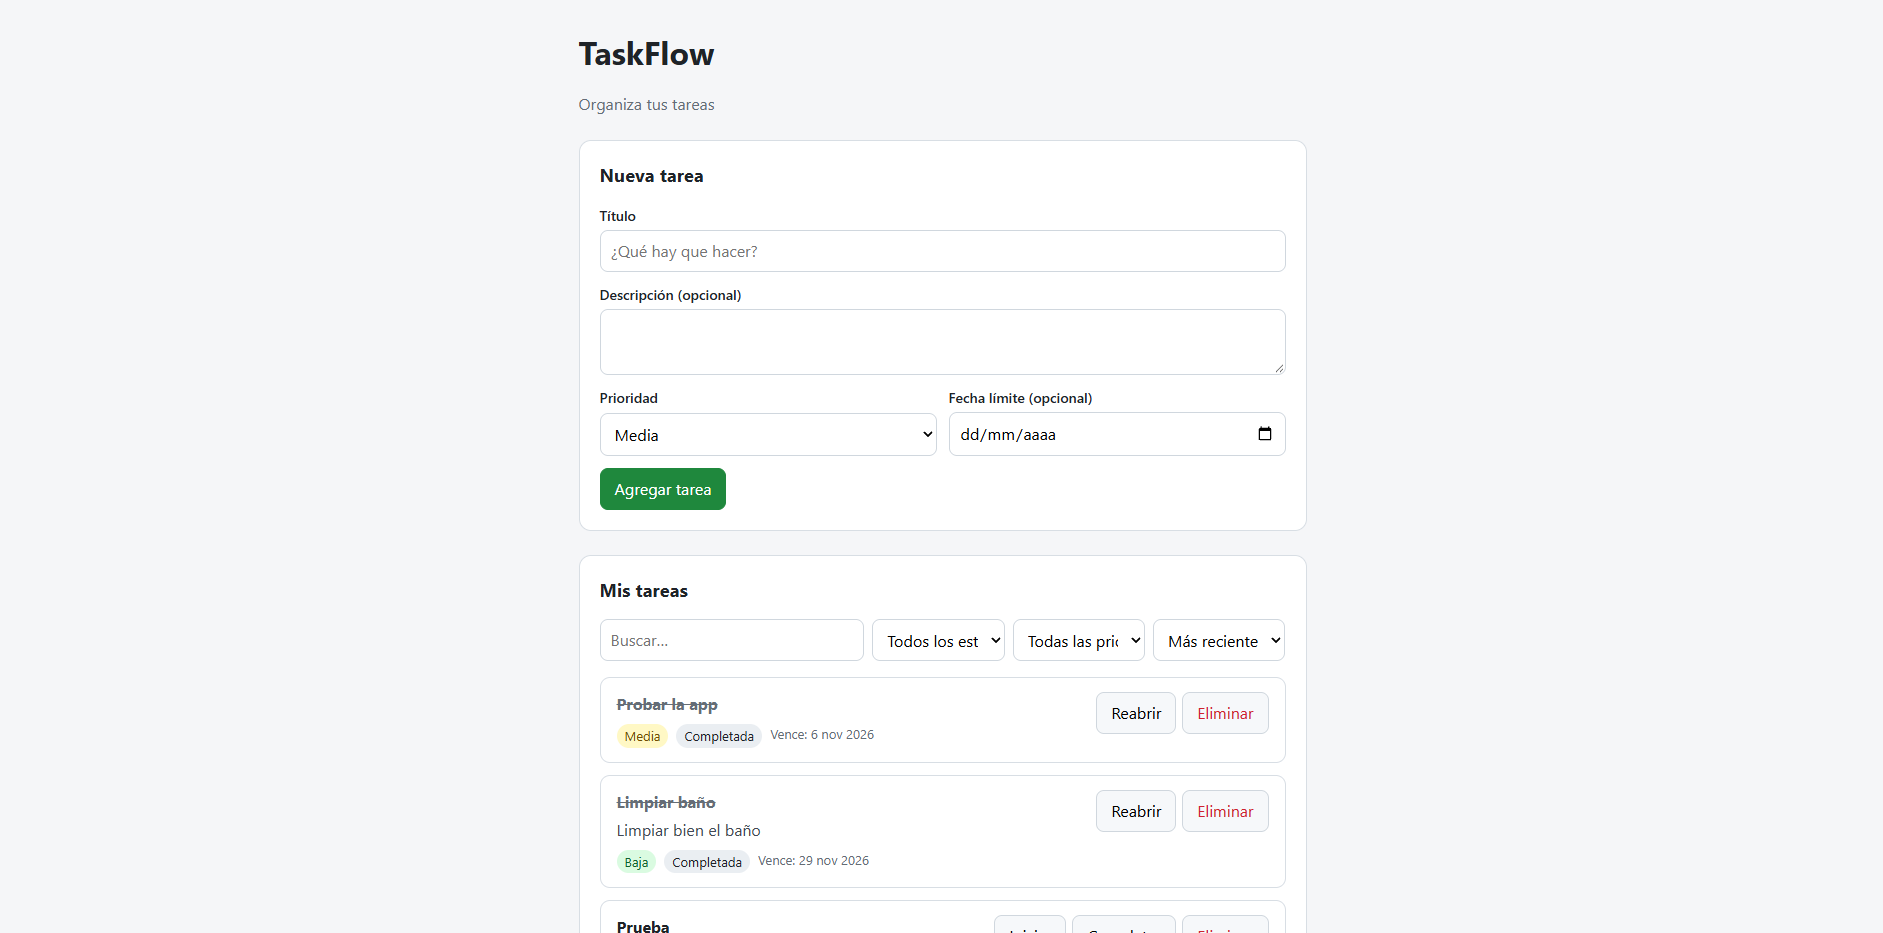 TaskFlow
Organiza tus tareas
Nueva tarea
Título
¿Qué hay que hacer?
Descripción (opcional)
Prioridad Fecha límite (opcional)
Media dd/mm/aaaa
Agregar tarea
Mis tareas
Buscar... Todos los est Todas las pri Más reciente
Probar la app Reabrir Eliminar
Media Completada Vence: 6 nov 2026
Limpiar baño Reabrir Eliminar
Limpiar bien el baño
Baja Completada Vence: 29 nov 2026
Prueba Eliminar